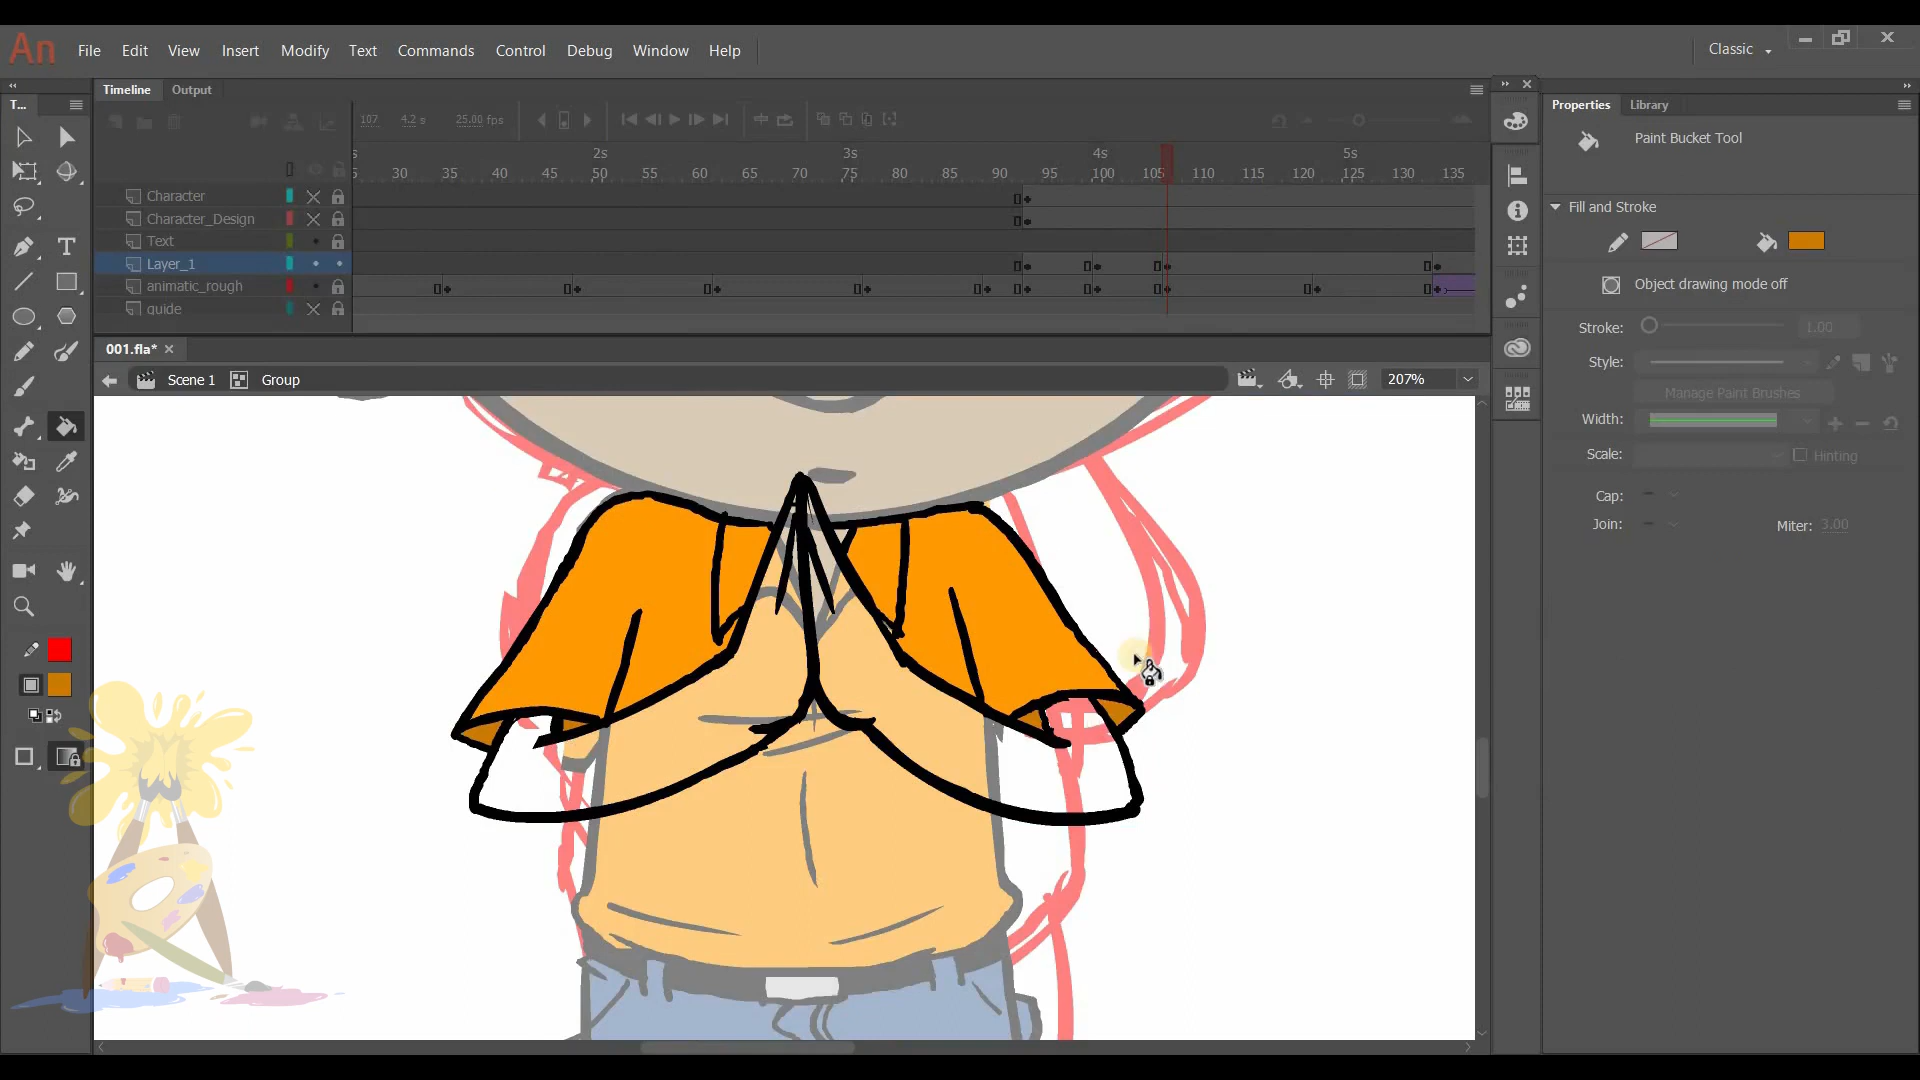 An File Edit View Insert Modify Text Commands Control Debug Window Help Classic
Timeline Output
T...
107 4.2 s 25.00 fps
s 2s 3s 4s 5s
30 35 40 45 50 55 60 65 70 75 80 85 90 95 100 105 110 115 120 125 130 135
Character
Character_Design
Text
Layer_1
animatic_rough
guide
001.fla*
Scene 1 Group 207%
Properties Library
Paint Bucket Tool
Fill and Stroke
Object drawing mode off
Stroke: 1.00
Style:
Manage Paint Brushes
Width:
Scale: Hinting
Cap:
Join: Miter: 3.00